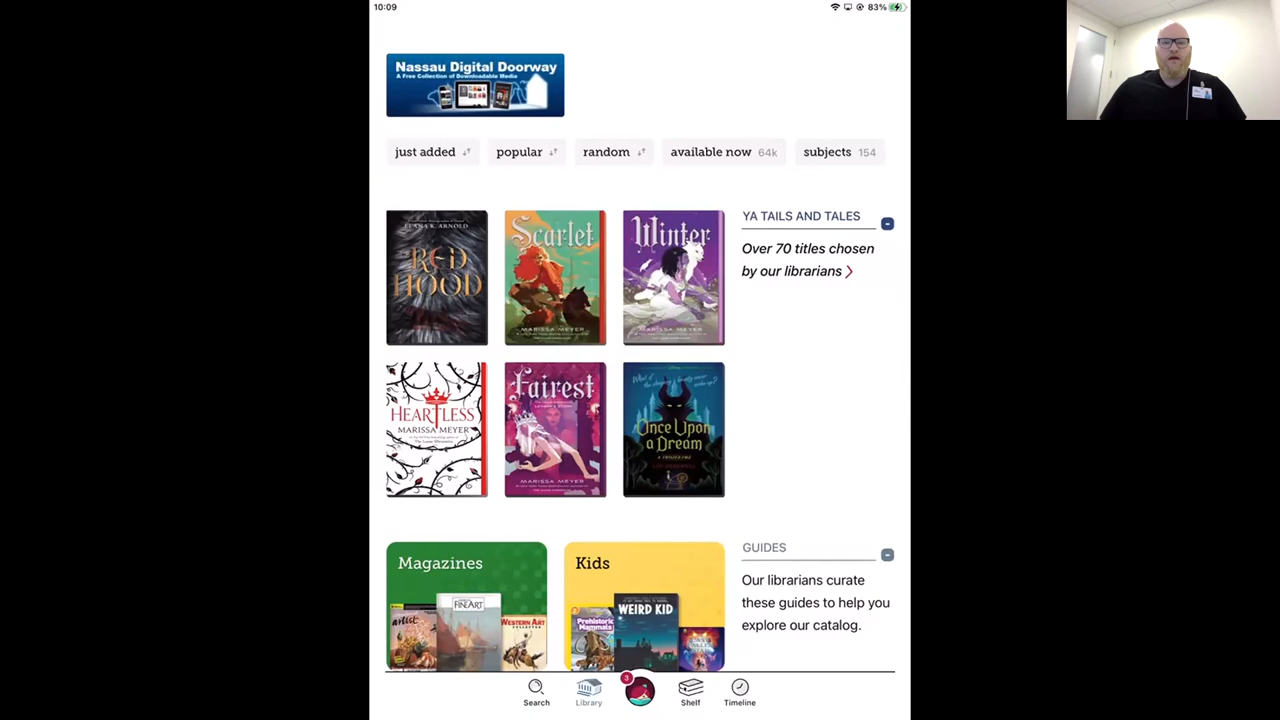 10:09
83%
Nassau Digital Doorway
A Free Collection of Downloadable Media
just added
popular
random
available now 64k
subjects 154
ELANA K. ARNOLD
RED HOOD
Scarlet
MARISSA MEYER
Winter
MARISSA MEYER
YA TAILS AND TALES
Over 70 titles chosen
by our librarians
HEARTLESS
MARISSA MEYER
Fairest
MARISSA MEYER
Once Upon
a Dream
Magazines
artist
FINEART
WESTERN ART
COLLECTOR
Kids
Prehistoric
Mammals
WEIRD KID
GUIDES
Our librarians curate
these guides to help you
explore our catalog.
3
Search
Library
Shelf
Timeline